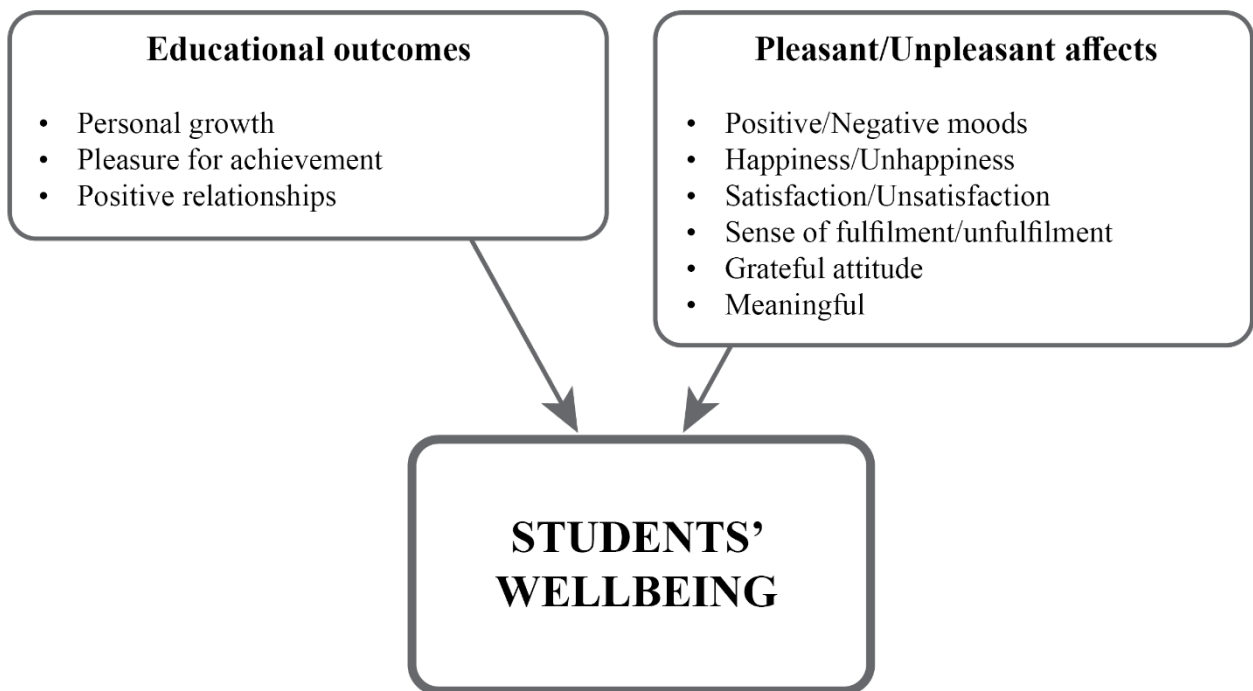 Educational outcomes
• Personal growth
• Pleasure for achievement
• Positive relationships
Pleasant/Unpleasant affects
• Positive/Negative moods
• Happiness/Unhappiness
• Satisfaction/Unsatisfaction
• Sense of fulfilment/unfulfilment
• Grateful attitude
• Meaningful
STUDENTS’
WELLBEING